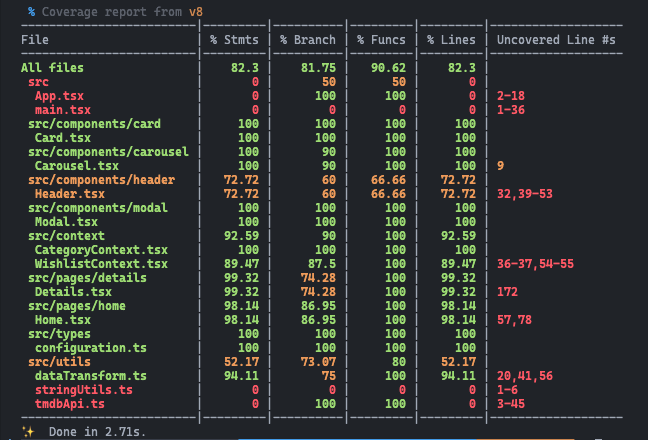 % Coverage report from v8
File | % Stmts | % Branch | % Funcs | % Lines | Uncovered Line #s
All files | 82.3 | 81.75 | 90.62 | 82.3 |
src | 0 | 50 | 50 | 0 |
App.tsx | 0 | 100 | 100 | 0 | 2-18
main.tsx | 0 | 0 | 0 | 0 | 1-36
src/components/card | 100 | 100 | 100 | 100 |
Card.tsx | 100 | 100 | 100 | 100 |
src/components/carousel | 100 | 90 | 100 | 100 |
Carousel.tsx | 100 | 90 | 100 | 100 | 9
src/components/header | 72.72 | 60 | 66.66 | 72.72 |
Header.tsx | 72.72 | 60 | 66.66 | 72.72 | 32,39-53
src/components/modal | 100 | 100 | 100 | 100 |
Modal.tsx | 100 | 100 | 100 | 100 |
src/context | 92.59 | 90 | 100 | 92.59 |
CategoryContext.tsx | 100 | 100 | 100 | 100 |
WishlistContext.tsx | 89.47 | 87.5 | 100 | 89.47 | 36-37,54-55
src/pages/details | 99.32 | 74.28 | 100 | 99.32 |
Details.tsx | 99.32 | 74.28 | 100 | 99.32 | 172
src/pages/home | 98.14 | 86.95 | 100 | 98.14 |
Home.tsx | 98.14 | 86.95 | 100 | 98.14 | 57,78
src/types | 100 | 100 | 100 | 100 |
configuration.ts | 100 | 100 | 100 | 100 |
src/utils | 52.17 | 73.07 | 80 | 52.17 |
dataTransform.ts | 94.11 | 75 | 100 | 94.11 | 20,41,56
stringUtils.ts | 0 | 0 | 0 | 0 | 1-6
tmdbApi.ts | 0 | 100 | 100 | 0 | 3-45
✨ Done in 2.71s.